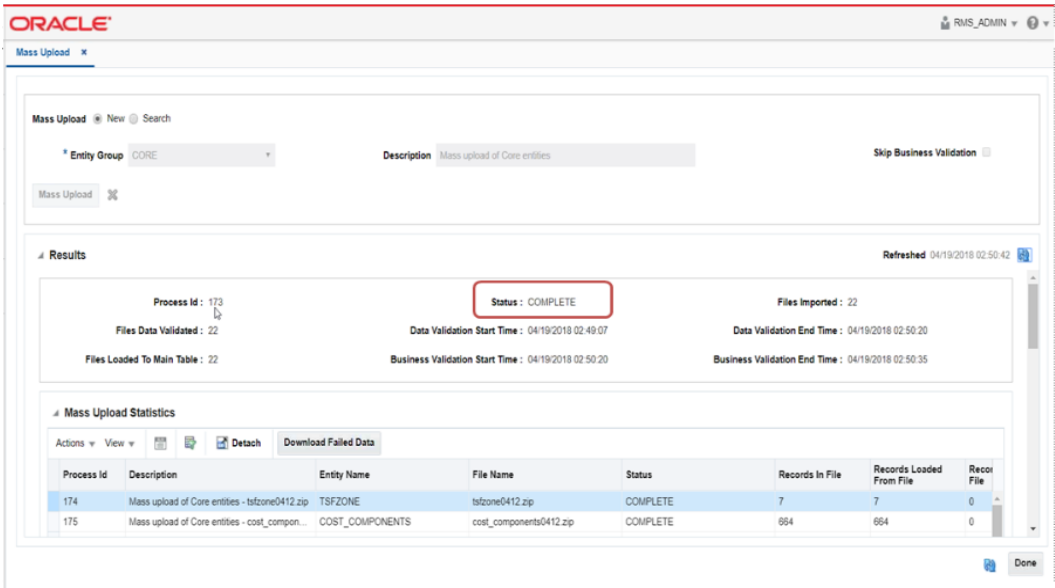 ORACLE®
RMS_ADMIN
Mass Upload
Mass Upload New Search
* Entity Group CORE Description Mass upload of Core entities Skip Business Validation
Mass Upload
Results Refreshed 04/19/2018 02:50:42
Process Id : 173 Status : COMPLETE Files Imported : 22
Files Data Validated : 22 Data Validation Start Time : 04/19/2018 02:49:07 Data Validation End Time : 04/19/2018 02:50:20
Files Loaded To Main Table : 22 Business Validation Start Time : 04/19/2018 02:50:20 Business Validation End Time : 04/19/2018 02:50:35
Mass Upload Statistics
Actions View Detach Download Failed Data
Process Id Description Entity Name File Name Status Records In File Records Loaded From File Recor File
174 Mass upload of Core entities - tsfzone0412.zip TSFZONE tsfzone0412.zip COMPLETE 7 7 0
175 Mass upload of Core entities - cost_compon... COST_COMPONENTS cost_components0412.zip COMPLETE 664 664 0
Done